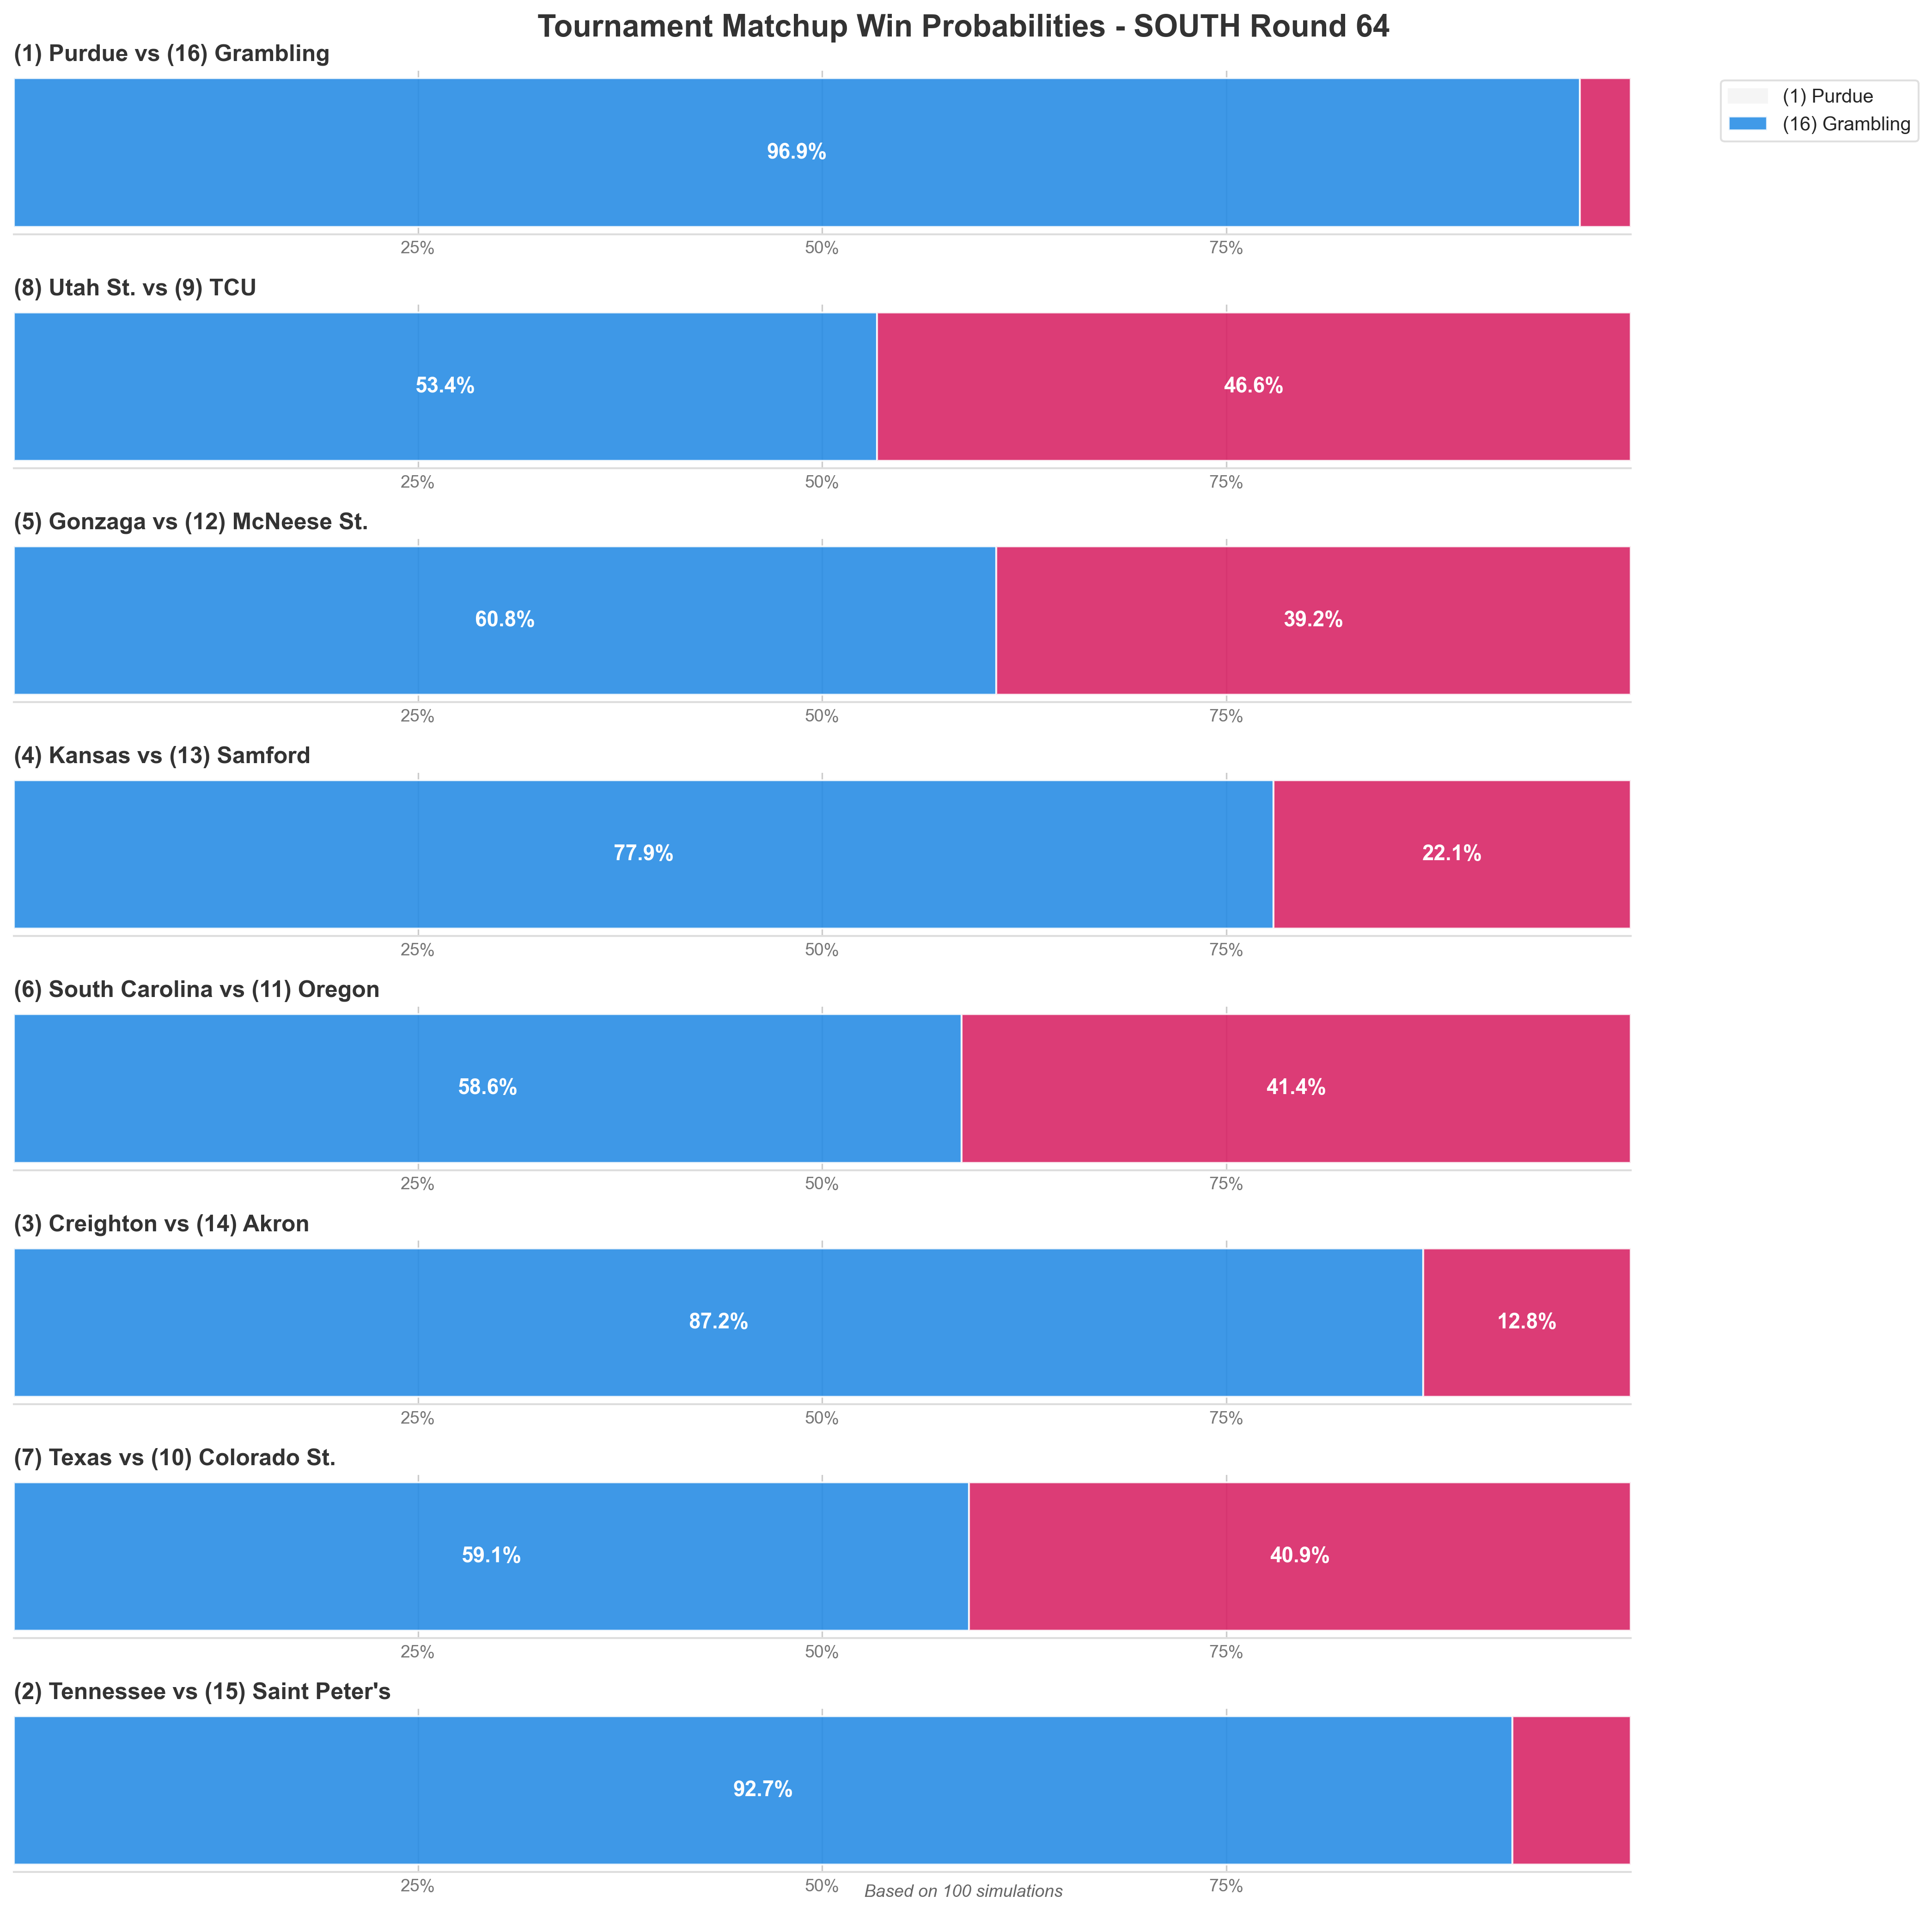 Tournament Matchup Win Probabilities - SOUTH Round 64
(1) Purdue vs (16) Grambling
(1) Purdue
(16) Grambling
96.9%
25% 50% 75%
(8) Utah St. vs (9) TCU
53.4% 46.6%
25% 50% 75%
(5) Gonzaga vs (12) McNeese St.
60.8% 39.2%
25% 50% 75%
(4) Kansas vs (13) Samford
77.9% 22.1%
25% 50% 75%
(6) South Carolina vs (11) Oregon
58.6% 41.4%
25% 50% 75%
(3) Creighton vs (14) Akron
87.2% 12.8%
25% 50% 75%
(7) Texas vs (10) Colorado St.
59.1% 40.9%
25% 50% 75%
(2) Tennessee vs (15) Saint Peter's
92.7%
25% 50% 75%
Based on 100 simulations